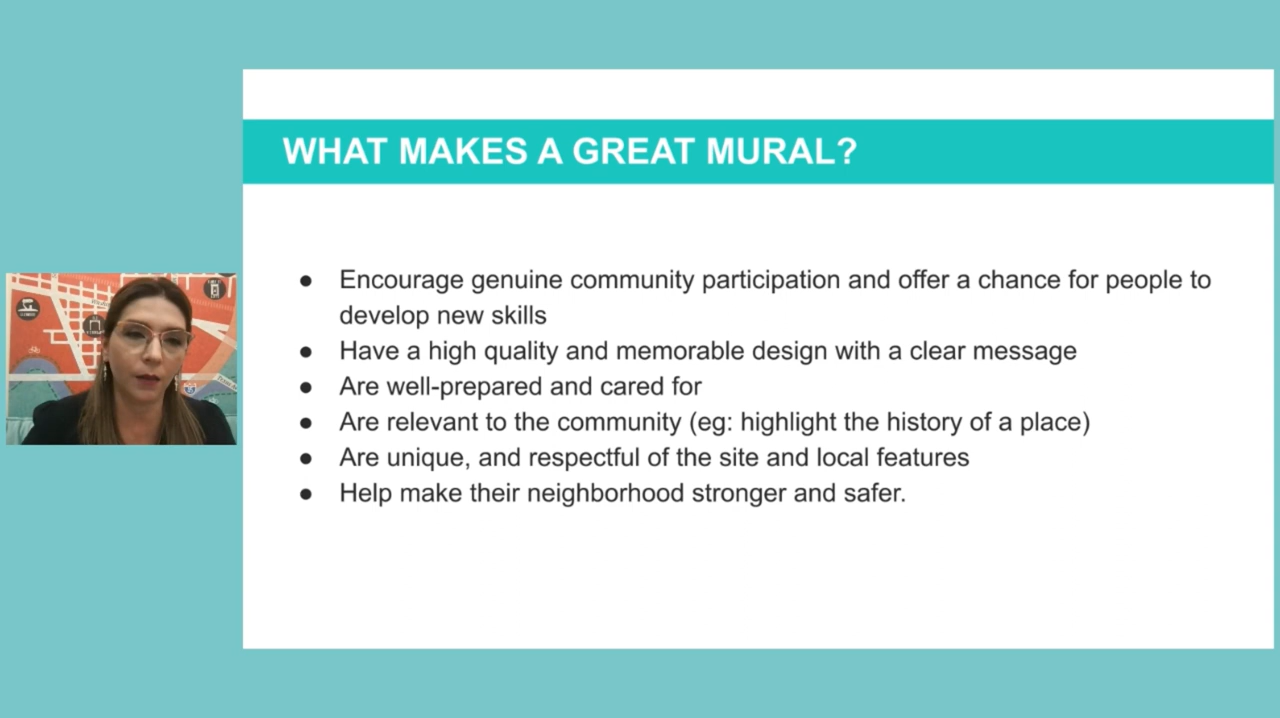 WHAT MAKES A GREAT MURAL?
● Encourage genuine community participation and offer a chance for people to
develop new skills
● Have a high quality and memorable design with a clear message
● Are well-prepared and cared for
● Are relevant to the community (eg: highlight the history of a place)
● Are unique, and respectful of the site and local features
● Help make their neighborhood stronger and safer.